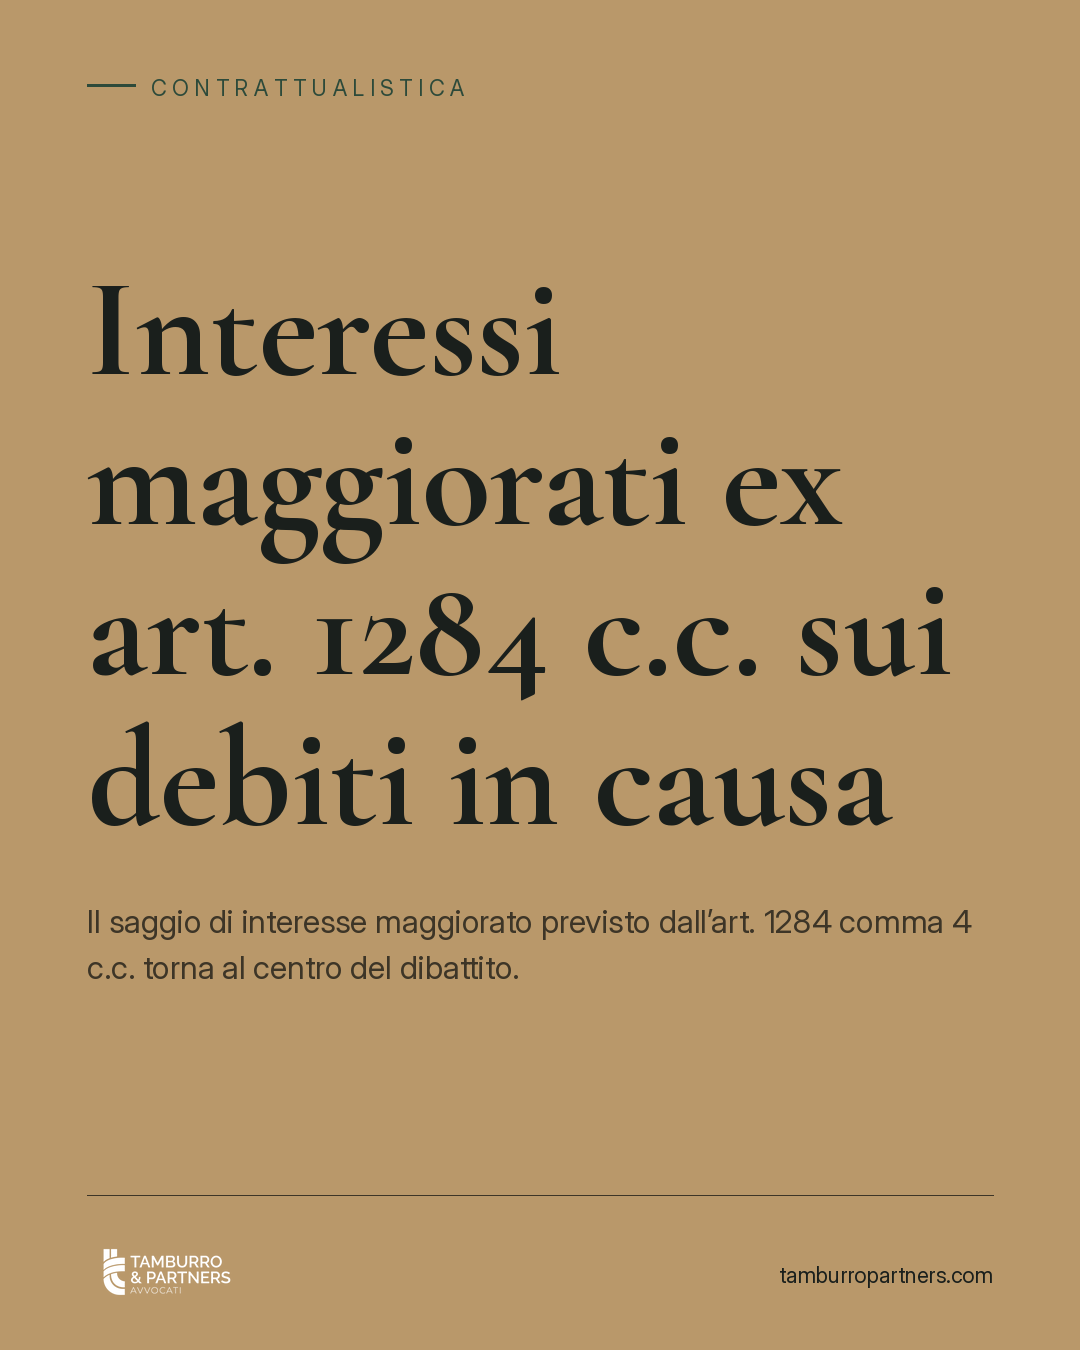 CONTRATTUALISTICA
Interessi
maggiorati ex
art. 1284 c.c. sui
debiti in causa
Il saggio di interesse maggiorato previsto dall’art. 1284 comma 4
c.c. torna al centro del dibattito.
TAMBURRO
& PARTNERS
AVVOCATI
tamburropartners.com